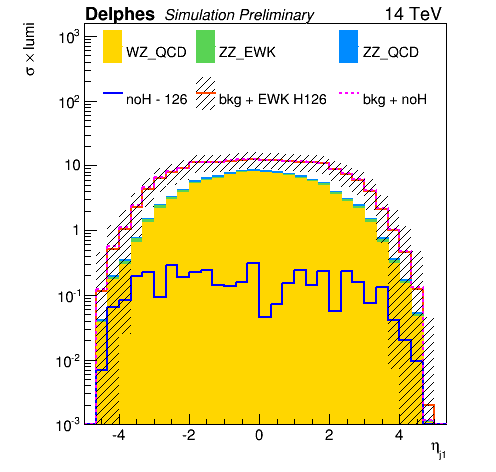 Delphes Simulation Preliminary 14 TeV
σ × lumi
WZ_QCD ZZ_EWK ZZ_QCD
noH - 126 bkg + EWK H126 bkg + noH
10³
10²
10
1
10⁻¹
10⁻²
10⁻³
-4 -2 0 2 4
η_j1